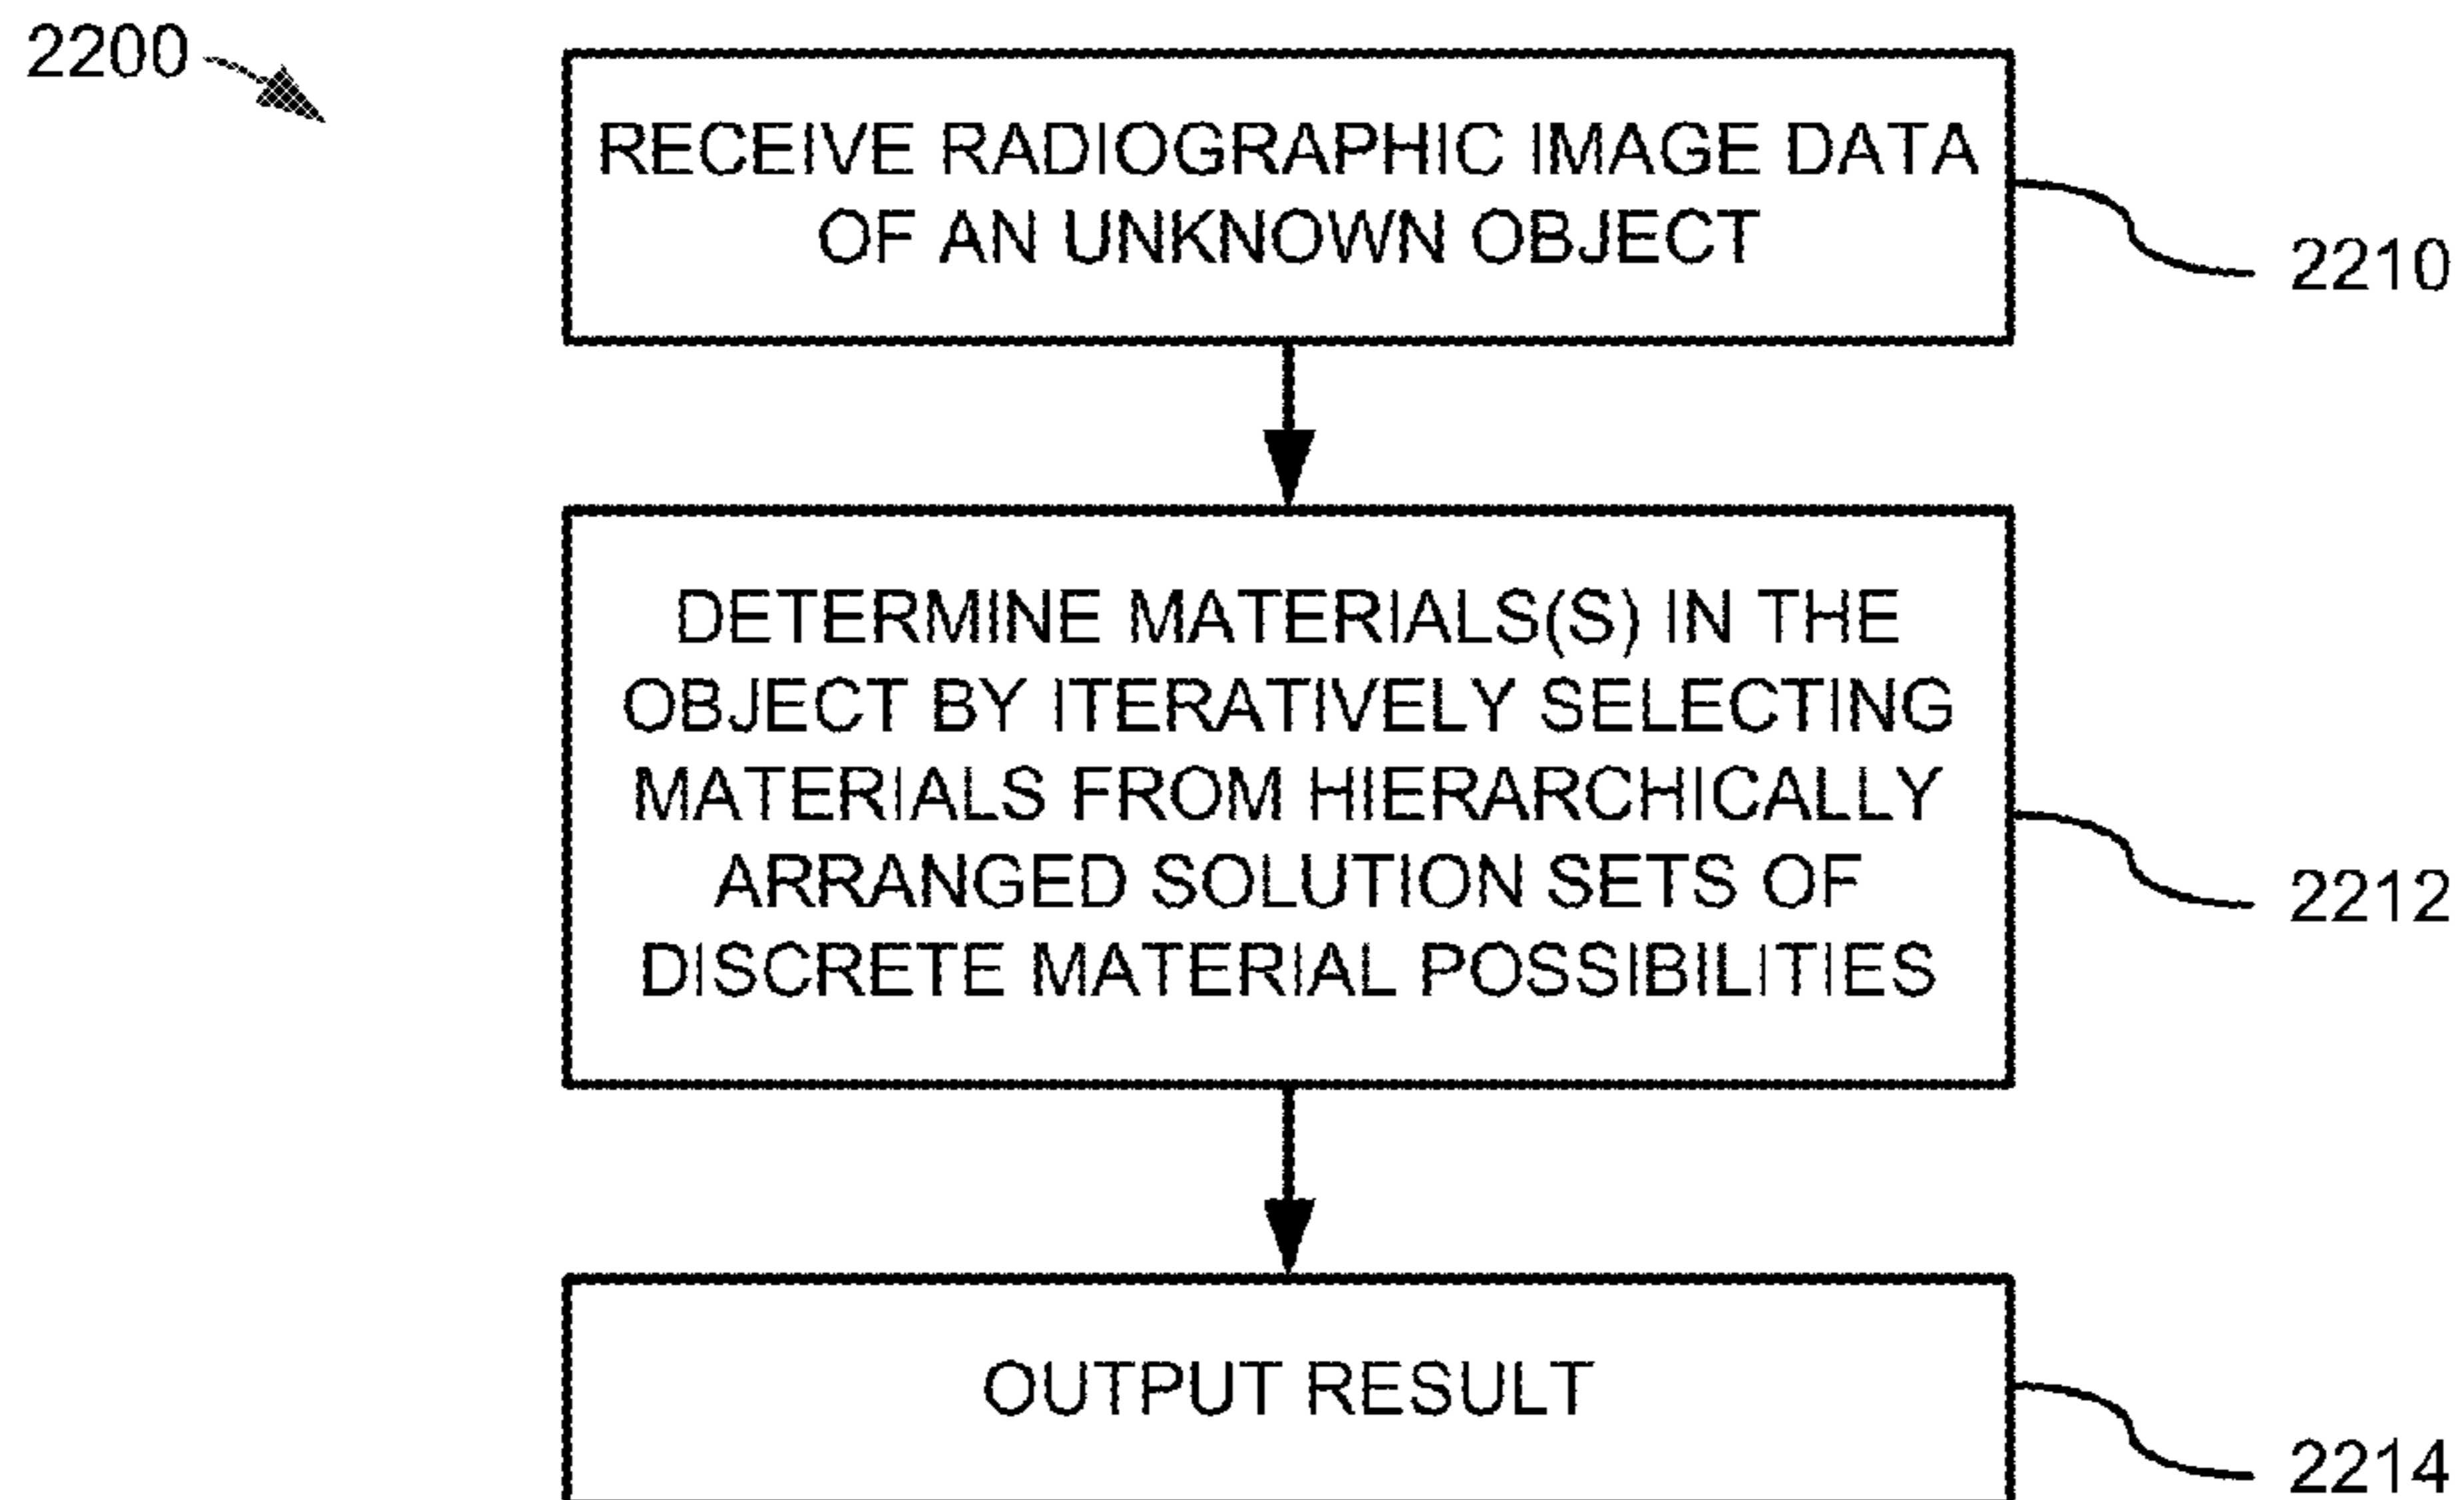 2200
RECEIVE RADIOGRAPHIC IMAGE DATA
OF AN UNKNOWN OBJECT
2210
DETERMINE MATERIALS(S) IN THE
OBJECT BY ITERATIVELY SELECTING
MATERIALS FROM HIERARCHICALLY
ARRANGED SOLUTION SETS OF
DISCRETE MATERIAL POSSIBILITIES
2212
OUTPUT RESULT
2214